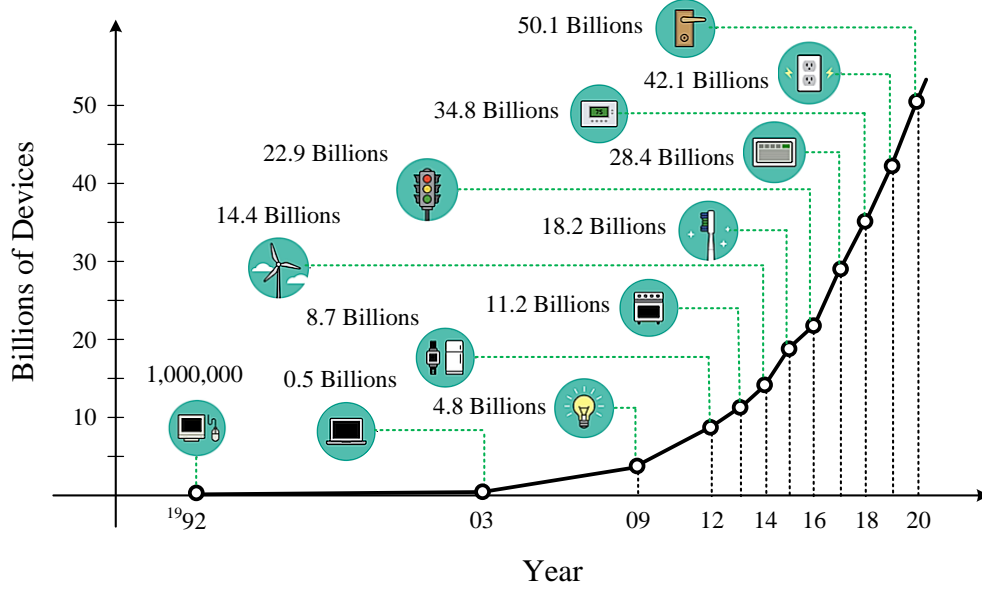 50.1 Billions
42.1 Billions
34.8 Billions
28.4 Billions
22.9 Billions
18.2 Billions
14.4 Billions
11.2 Billions
8.7 Billions
4.8 Billions
0.5 Billions
1,000,000
Billions of Devices
50
40
30
20
10
1992 03 09 12 14 16 18 20
Year
75